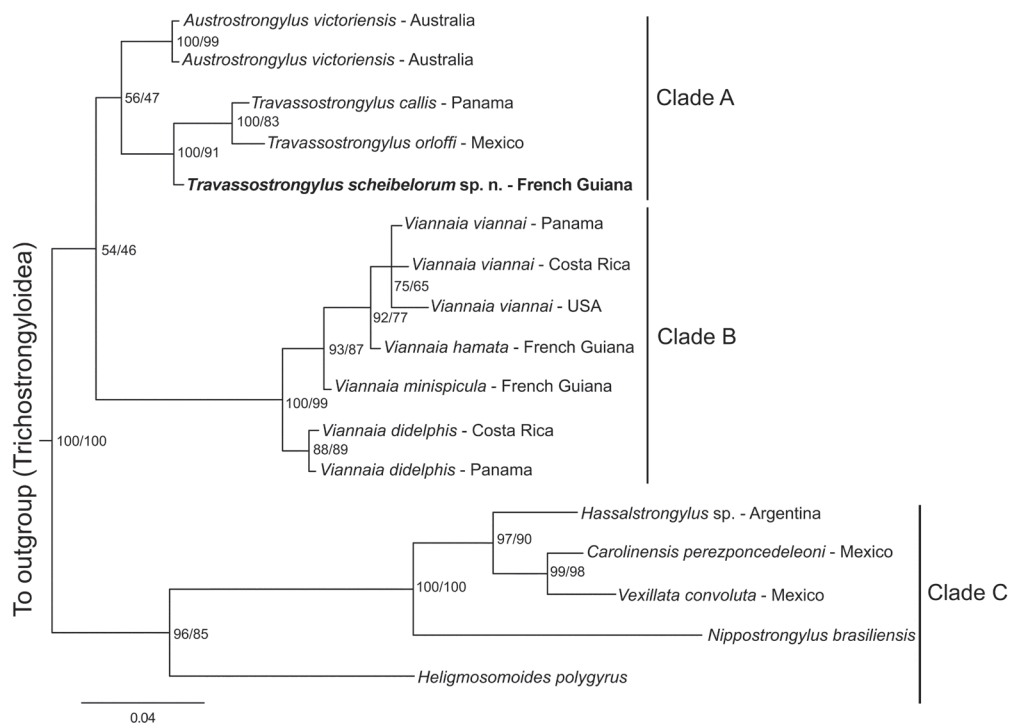 Austrostrongylus victoriensis - Australia
100/99
Austrostrongylus victoriensis - Australia
56/47
Clade A
Travassostrongylus callis - Panama
100/83
Travassostrongylus orloffi - Mexico
100/91
Travassostrongylus scheibelorum sp. n. - French Guiana
54/46
Viannaia viannai - Panama
Viannaia viannai - Costa Rica
75/65
Viannaia viannai - USA
92/77
Clade B
Viannaia hamata - French Guiana
93/87
Viannaia minispicula - French Guiana
100/99
Viannaia didelphis - Costa Rica
88/89
Viannaia didelphis - Panama
To outgroup (Trichostrongyloidea)
100/100
Hassalstrongylus sp. - Argentina
97/90
Carolinensis perezponcedeleoni - Mexico
99/98
100/100
Vexillata convoluta - Mexico
Clade C
96/85
Nippostrongylus brasiliensis
Heligmosomoides polygyrus
0.04